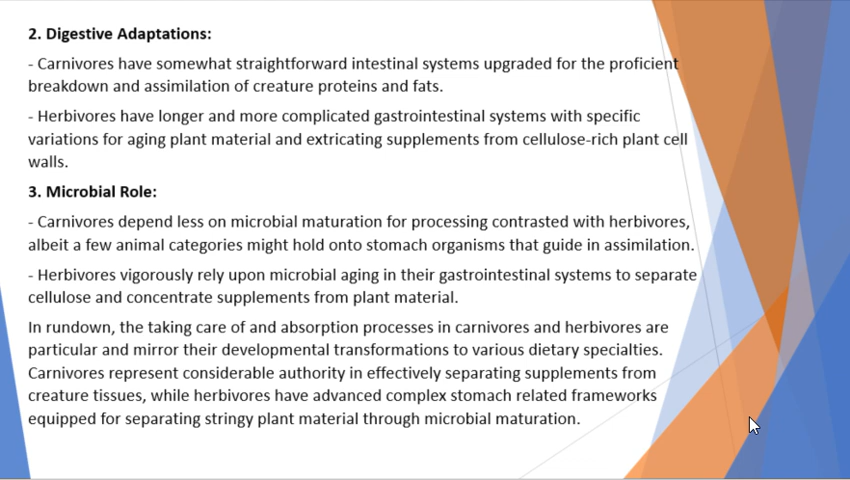 2. Digestive Adaptations:
- Carnivores have somewhat straightforward intestinal systems upgraded for the proficient
breakdown and assimilation of creature proteins and fats.
- Herbivores have longer and more complicated gastrointestinal systems with specific
variations for aging plant material and extricating supplements from cellulose-rich plant cell
walls.
3. Microbial Role:
- Carnivores depend less on microbial maturation for processing contrasted with herbivores,
albeit a few animal categories might hold onto stomach organisms that guide in assimilation.
- Herbivores vigorously rely upon microbial aging in their gastrointestinal systems to separate
cellulose and concentrate supplements from plant material.
In rundown, the taking care of and absorption processes in carnivores and herbivores are
particular and mirror their developmental transformations to various dietary specialties.
Carnivores represent considerable authority in effectively separating supplements from
creature tissues, while herbivores have advanced complex stomach related frameworks
equipped for separating stringy plant material through microbial maturation.